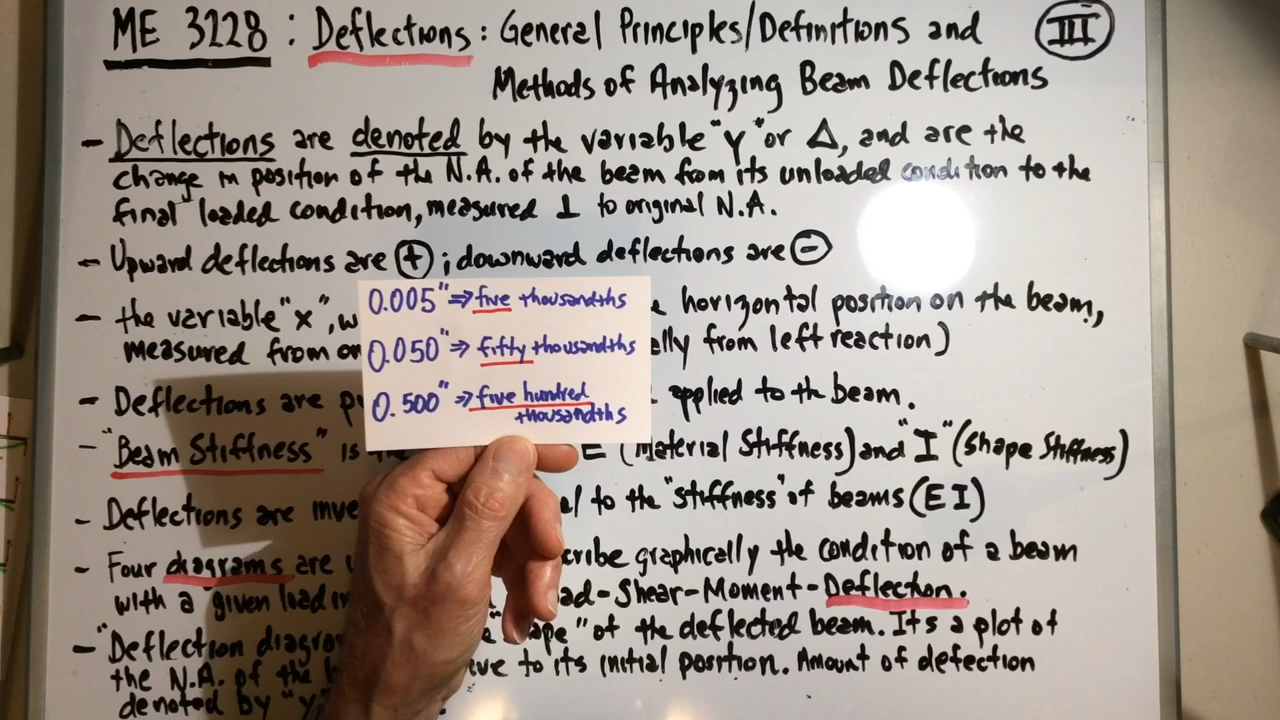 ME 3228 : Deflections : General Principles/Definitions and
III
Methods of Analyzing Beam Deflections
- Deflections are denoted by the variable "y" or Δ, and are the
change in position of the N.A. of the beam from its unloaded condition to the
final loaded condition, measured ⊥ to original N.A.
- Upward deflections are (+) ; downward deflections are (-)
- the variable "x", horizontal position on the beam,
measured from from left reaction)
- Deflections are applied to the beam.
- "Beam Stiffness" is E (Material Stiffness) and "I" (Shape Stiffness)
- Deflections are to the "stiffness" of beams (E I)
- Four diagrams are graphically the condition of a beam
with a given - Shear - Moment - Deflection.
- "Deflection of the deflected beam. It's a plot of
the N.A. of the to its initial position. Amount of defection
denoted by "y"
0.005" ⇒ five thousandths
0.050" ⇒ fifty thousandths
0.500" ⇒ five hundred
thousandths